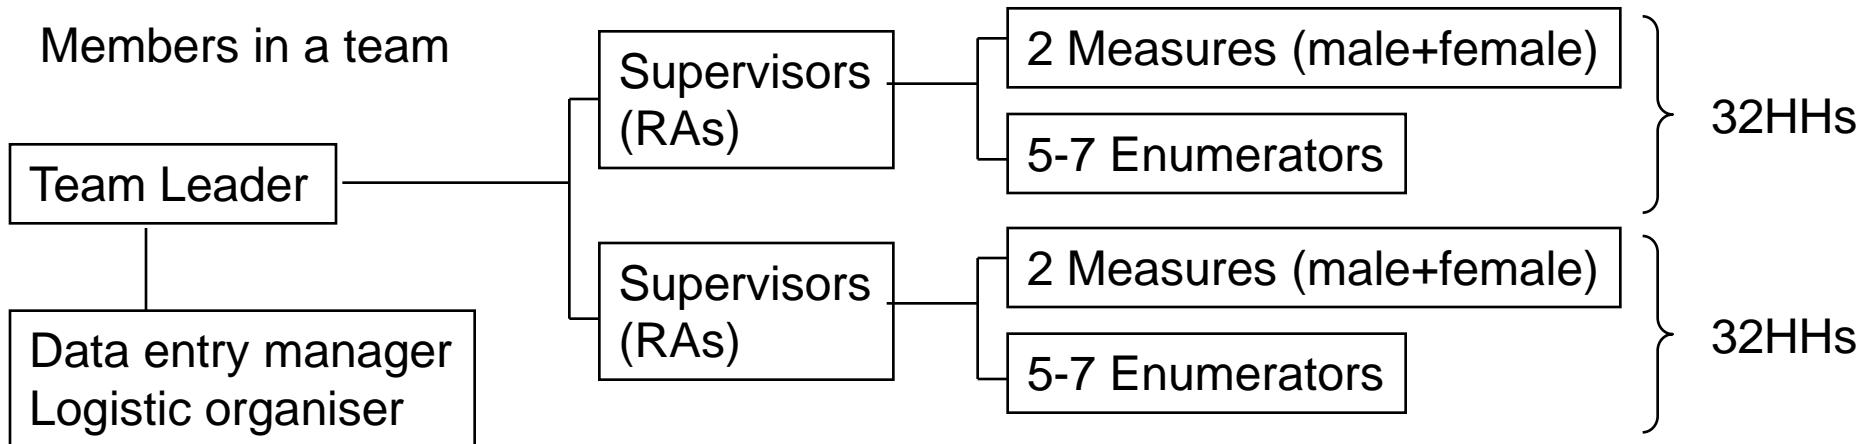 Members in a team
Team Leader
Data entry manager
Logistic organiser
Supervisors
(RAs)
2 Measures (male+female)
5-7 Enumerators
32HHs
Supervisors
(RAs)
2 Measures (male+female)
5-7 Enumerators
32HHs